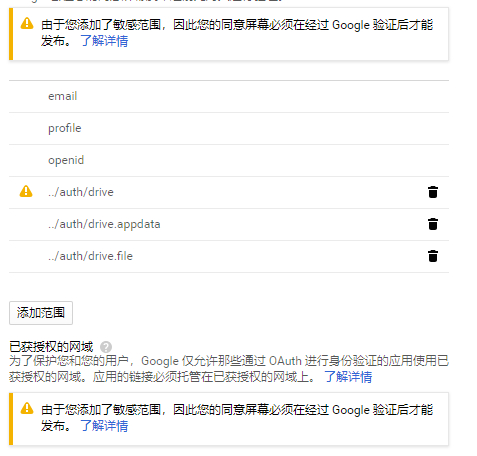 由于您添加了敏感范围，因此您的同意屏幕必须在经过 Google 验证后才能
发布。 了解详情
email
profile
openid
../auth/drive
../auth/drive.appdata
../auth/drive.file
添加范围
已获授权的网域
为了保护您和您的用户，Google 仅允许那些通过 OAuth 进行身份验证的应用使用已
获授权的网域。应用的链接必须托管在已获授权的网域上。 了解详情
由于您添加了敏感范围，因此您的同意屏幕必须在经过 Google 验证后才能
发布。 了解详情